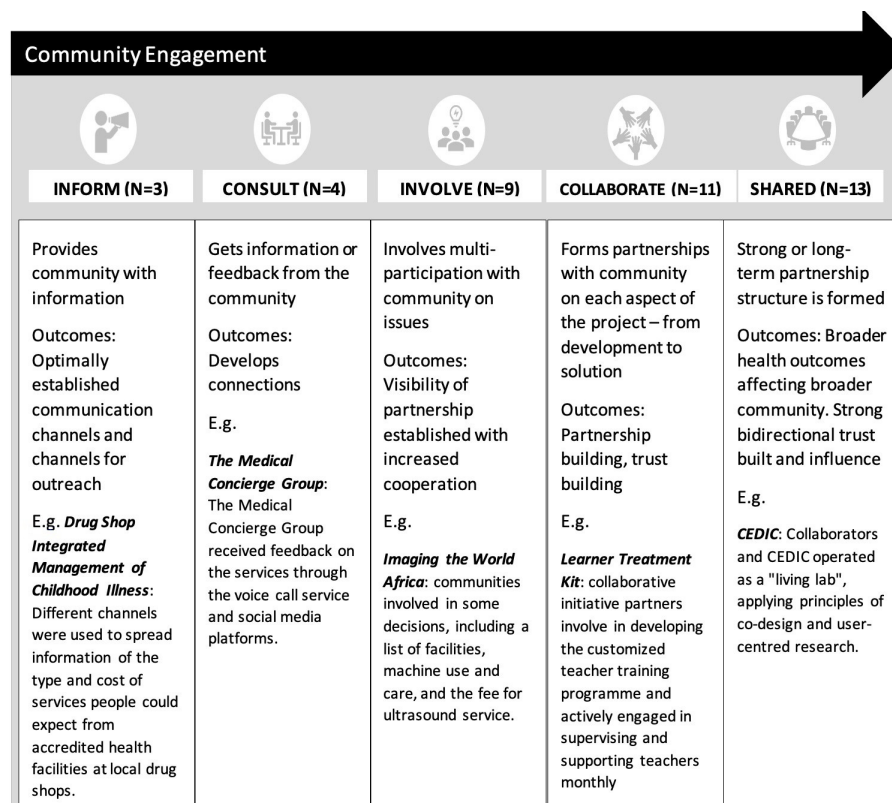 Community Engagement
INFORM (N=3)
CONSULT (N=4)
INVOLVE (N=9)
COLLABORATE (N=11)
SHARED (N=13)
Provides
community with
information
Outcomes:
Optimally
established
communication
channels and
channels for
outreach
E.g. Drug Shop
Integrated
Management of
Childhood Illness:
Different channels
were used to spread
information of the
type and cost of
services people could
expect from
accredited health
facilities at local drug
shops.
Gets information or
feedback from the
community
Outcomes:
Develops
connections
E.g.
The Medical
Concierge Group:
The Medical
Concierge Group
received feedback on
the services through
the voice call service
and social media
platforms.
Involves multi-
participation with
community on
issues
Outcomes:
Visibility of
partnership
established with
increased
cooperation
E.g.
Imaging the World
Africa: communities
involved in some
decisions, including a
list of facilities,
machine use and
care, and the fee for
ultrasound service.
Forms partnerships
with community
on each aspect of
the project – from
development to
solution
Outcomes:
Partnership
building, trust
building
E.g.
Learner Treatment
Kit: collaborative
initiative partners
involve in developing
the customized
teacher training
programme and
actively engaged in
supervising and
supporting teachers
monthly
Strong or long-
term partnership
structure is formed
Outcomes: Broader
health outcomes
affecting broader
community. Strong
bidirectional trust
built and influence
E.g.
CEDIC: Collaborators
and CEDIC operated
as a "living lab",
applying principles of
co-design and user-
centred research.